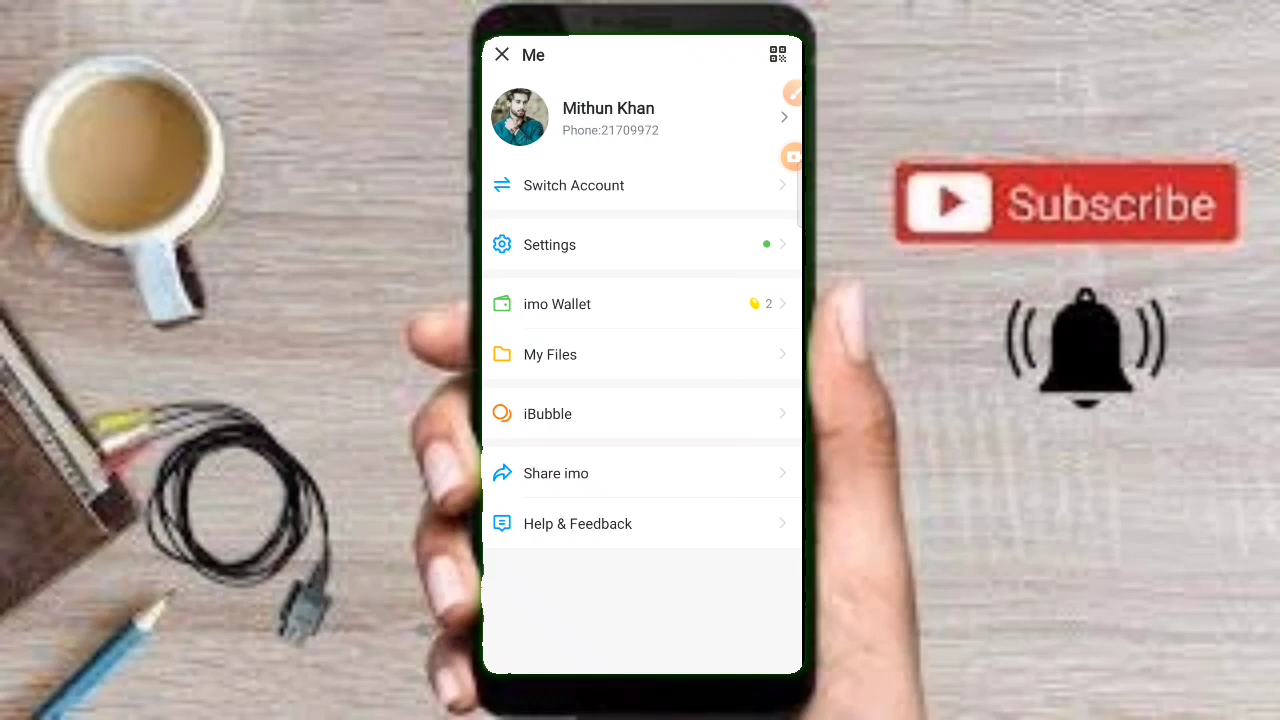 Me
Mithun Khan
Phone:21709972
Switch Account
Settings
imo Wallet
2
My Files
iBubble
Share imo
Help & Feedback
Subscribe